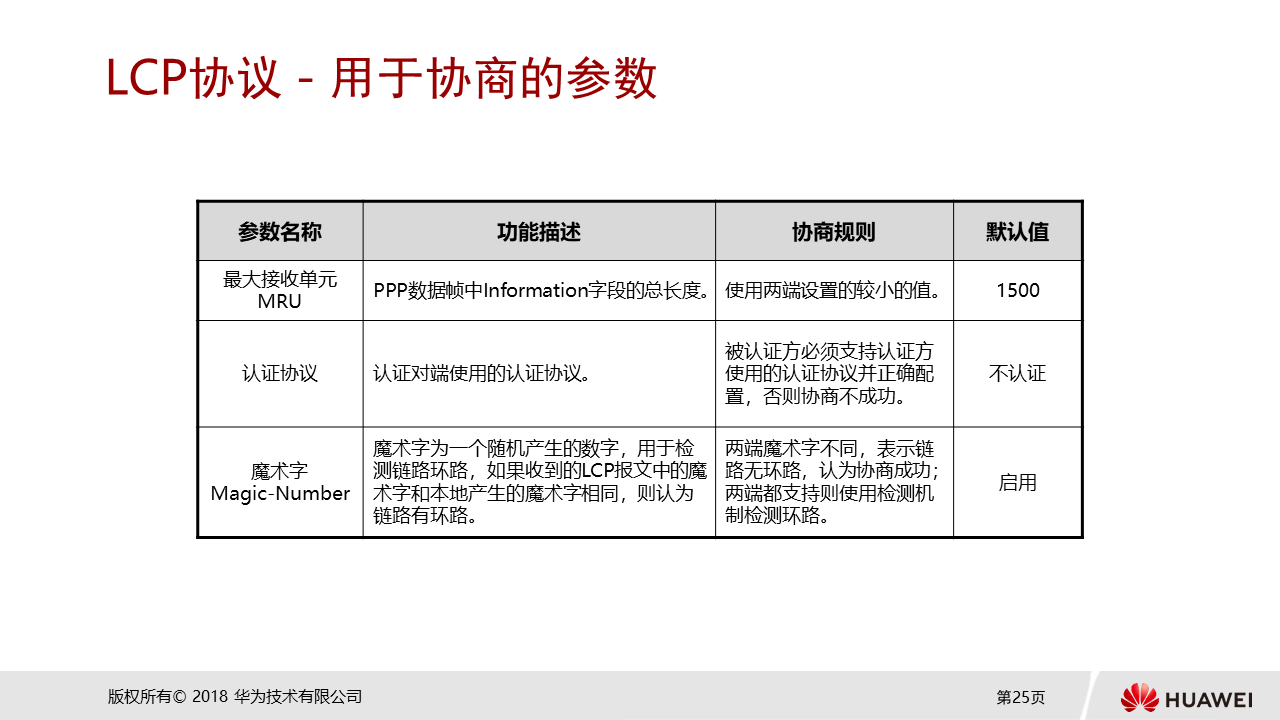 LCP协议 - 用于协商的参数
参数名称
功能描述
协商规则
默认值
最大接收单元
MRU
PPP数据帧中Information字段的总长度。
使用两端设置的较小的值。
1500
认证协议
认证对端使用的认证协议。
被认证方必须支持认证方
使用的认证协议并正确配
置，否则协商不成功。
不认证
魔术字
Magic-Number
魔术字为一个随机产生的数字，用于检
测链路环路，如果收到的LCP报文中的魔
术字和本地产生的魔术字相同，则认为
链路有环路。
两端魔术字不同，表示链
路无环路，认为协商成功；
两端都支持则使用检测机
制检测环路。
启用
版权所有© 2018 华为技术有限公司
第25页
HUAWEI